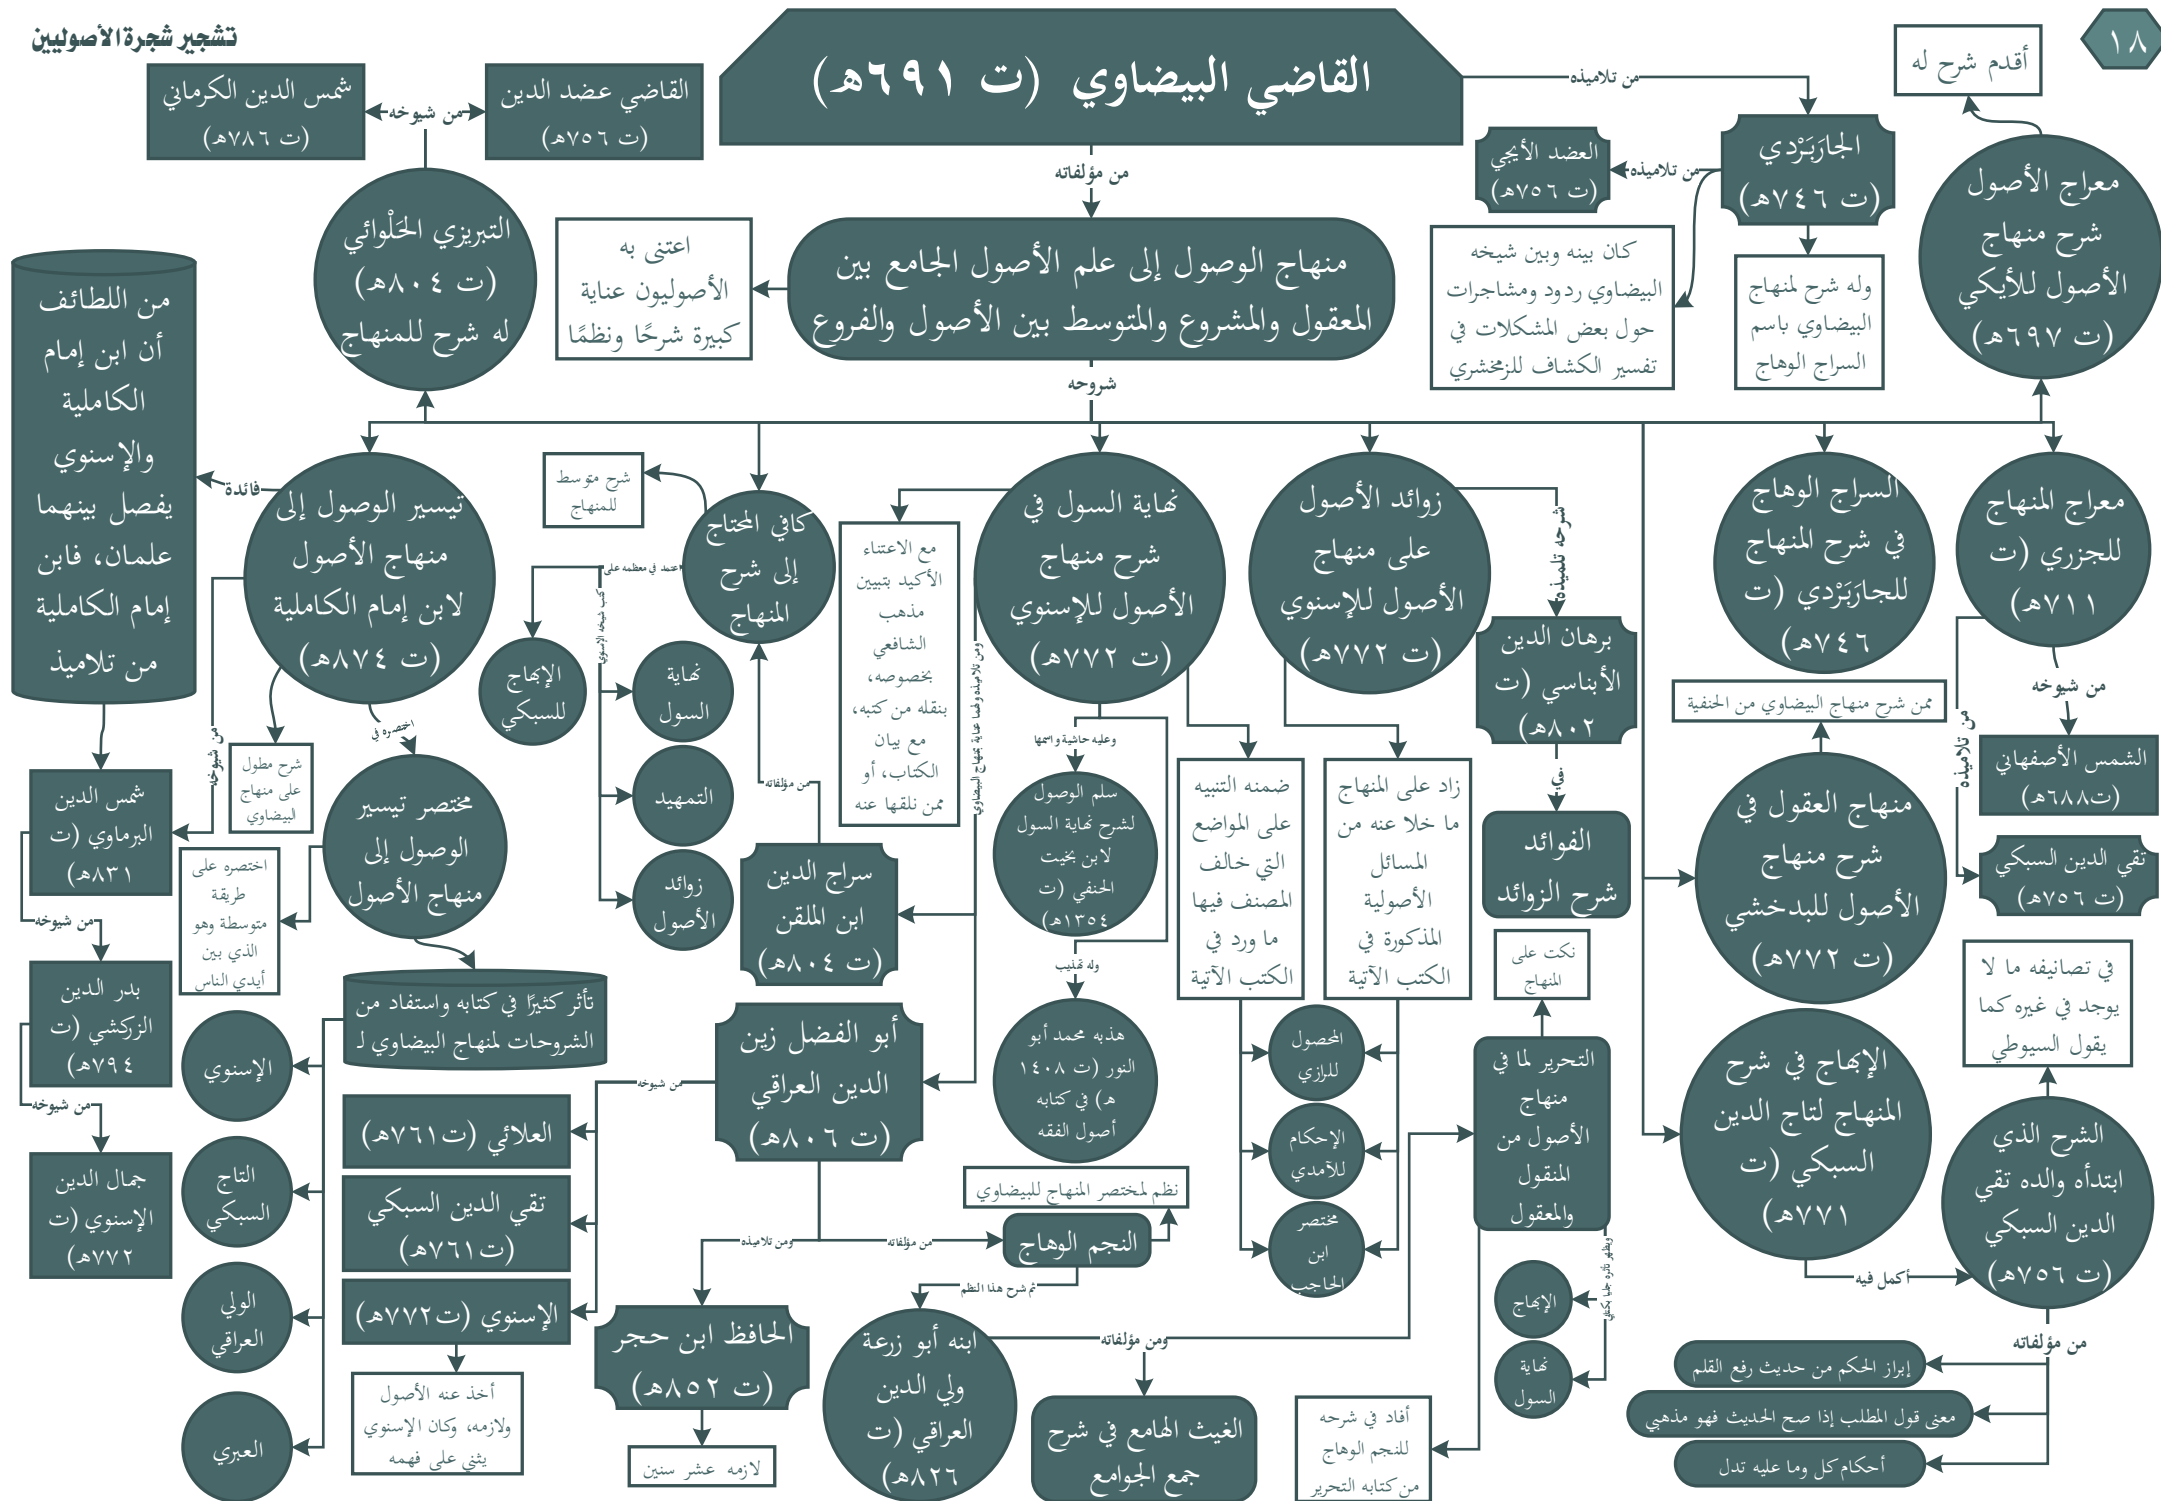 ١٨
تشجير شجرة الأصوليين
القاضي البيضاوي (ت ٦٩١هـ)
من تلاميذه
الجارَبَرْدي
(ت ٧٤٦هـ)
من تلاميذه
العضد الأيجي
(ت ٧٥٦هـ)
كان بينه وبين شيخه
البيضاوي ردود ومشاجرات
حول بعض المشكلات في
تفسير الكشاف للزمخشري
وله شرح لمنهاج
البيضاوي باسم
السراج الوهاج
أقدم شرح له
معراج الأصول
شرح منهاج
الأصول للأيكي
(ت ٦٩٧هـ)
من مؤلفاته
منهاج الوصول إلى علم الأصول الجامع بين
المعقول والمشروع والمتوسط بين الأصول والفروع
اعتنى به
الأصوليون عناية
كبيرة شرحًا ونظمًا
شروحه
القاضي عضد الدين
(ت ٧٥٦هـ)
من شيوخه
شمس الدين الكرماني
(ت ٧٨٦هـ)
التبريزي الحَلْوائي
(ت ٨٠٤هـ)
له شرح للمنهاج
معراج المنهاج
للجزري (ت
٧١١هـ)
من شيوخه
الشمس الأصفهاني
(ت٦٨٨هـ)
من تلاميذه
تقي الدين السبكي
(ت ٧٥٦هـ)
السراج الوهاج
في شرح المنهاج
للجارَبَرْدي (ت
٧٤٦هـ)
ممن شرح منهاج البيضاوي من الحنفية
منهاج العقول في
شرح منهاج
الأصول للبدخشي
(ت ٧٧٢هـ)
الإبهاج في شرح
المنهاج لتاج الدين
السبكي (ت
٧٧١هـ)
أكمل فيه
الشرح الذي
ابتدأه والده تقي
الدين السبكي
(ت ٧٥٦هـ)
في تصانيفه ما لا
يوجد في غيره كما
يقول السيوطي
من مؤلفاته
إبراز الحكم من حديث رفع القلم
معنى قول المطلب إذا صح الحديث فهو مذهبي
أحكام كل وما عليه تدل
زوائد الأصول
على منهاج
الأصول للإسنوي
(ت ٧٧٢هـ)
شرحه تلميذه
برهان الدين
الأبناسي (ت
٨٠٢هـ)
في
الفوائد
شرح الزوائد
زاد على المنهاج
ما خلا عنه من
المسائل
الأصولية
المذكورة في
الكتب الآتية
نهاية السول في
شرح منهاج
الأصول للإسنوي
(ت ٧٧٢هـ)
ضمنه التنبيه
على المواضع
التي خالف
المصنف فيها
ما ورد في
الكتب الآتية
المحصول
للرازي
الإحكام
للآمدي
مختصر
ابن
الحاجب
وعليه حاشية واسمها
سلم الوصول
لشرح نهاية السول
لابن بخيت
الحنفي (ت
١٣٥٤هـ)
وله تهذيب
هذبه محمد أبو
النور (ت ١٤٠٨
هـ) في كتابه
أصول الفقه
مع الاعتناء
الأكيد بتبيين
مذهب
الشافعي
بخصوصه،
بنقله من كتبه،
مع بيان
الكتاب، أو
ممن نلقها عنه
ومن تلاميذه ولهما عناية بمنهاج البيضاوي
سراج الدين
ابن الملقن
(ت ٨٠٤هـ)
من مؤلفاته
كافي المحتاج
إلى شرح
المنهاج
شرح متوسط
للمنهاج
اعتمد في معظمه على
الإبهاج
للسبكي
كتب شيخه الإسنوي
نهاية
السول
التمهيد
زوائد
الأصول
أبو الفضل زين
الدين العراقي
(ت ٨٠٦هـ)
من شيوخه
العلائي (ت٧٦١هـ)
تقي الدين السبكي
(ت٧٦١هـ)
الإسنوي (ت٧٧٢هـ)
أخذ عنه الأصول
ولازمه، وكان الإسنوي
يثني على فهمه
ومن تلاميذه
الحافظ ابن حجر
(ت ٨٥٢هـ)
لازمه عشر سنين
من مؤلفاته
النجم الوهاج
نظم لمختصر المنهاج للبيضاوي
ثم شرح هذا النظم
ابنه أبو زرعة
ولي الدين
العراقي (ت
٨٢٦هـ)
ومن مؤلفاته
الغيث الهامع في شرح
جمع الجوامع
التحرير لما في
منهاج
الأصول من
المنقول
والمعقول
نكت على
المنهاج
ويظهر تأثره جليا بكتابي
الإبهاج
نهاية
السول
أفاد في شرحه
للنجم الوهاج
من كتابه التحرير
تيسير الوصول إلى
منهاج الأصول
لابن إمام الكاملية
(ت ٨٧٤هـ)
فائدة
من اللطائف
أن ابن إمام
الكاملية
والإسنوي
يفصل بينهما
علمان، فابن
إمام الكاملية
من تلاميذ
من شيوخه
شمس الدين
البرماوي (ت
٨٣١هـ)
من شيوخه
بدر الدين
الزركشي (ت
٧٩٤هـ)
من شيوخه
جمال الدين
الإسنوي (ت
٧٧٢هـ)
شرح مطول
على منهاج
البيضاوي
اختصره في
مختصر تيسير
الوصول إلى
منهاج الأصول
اختصره على
طريقة
متوسطة وهو
الذي بين
أيدي الناس
تأثر كثيرًا في كتابه واستفاد من
الشروحات لمنهاج البيضاوي لـ
الإسنوي
التاج
السبكي
الولي
العراقي
العبري